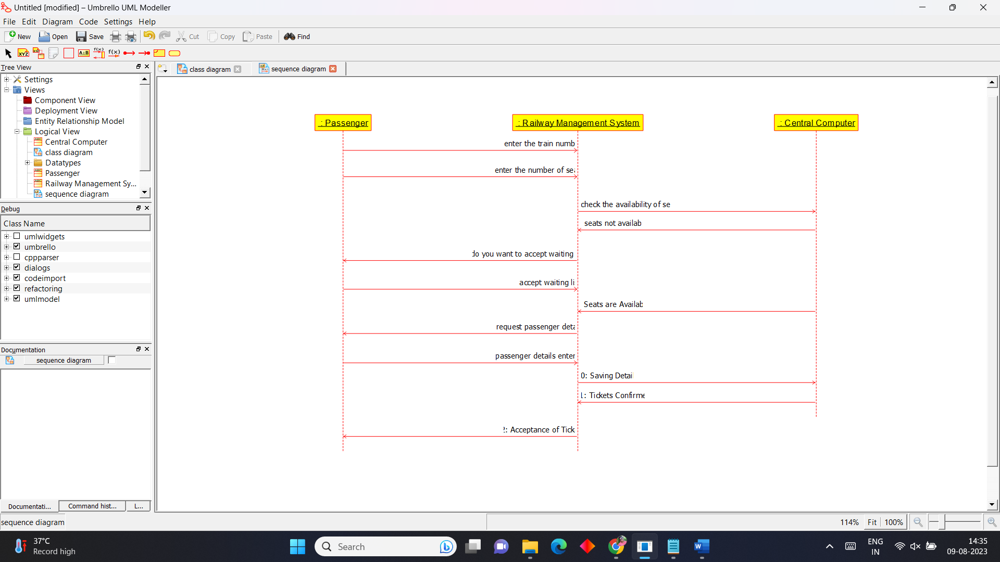 Untitled [modified] – Umbrello UML Modeller
File Edit Diagram Code Settings Help
New Open Save Cut Copy Paste Find
XYZ XYZ A:B f(x) f(x)
Tree View
class diagram sequence diagram
Settings
Views
Component View
Deployment View
Entity Relationship Model
Logical View
Central Computer
class diagram
Datatypes
Passenger
Railway Management Sy...
sequence diagram
Debug
Class Name
umlwidgets
umbrello
cppparser
dialogs
codeimport
refactoring
umlmodel
Documentation
sequence diagram
Documentati... Command hist... L...
: Passenger : Railway Management System : Central Computer
enter the train numb
enter the number of sea
check the availability of se
seats not availab
do you want to accept waiting
accept waiting li
Seats are Availab
request passenger deta
passenger details enter
0: Saving Detai
1: Tickets Confirme
2: Acceptance of Tick
sequence diagram 114% Fit 100%
37°C
Record high
Search
ENG
IN
14:35
09-08-2023